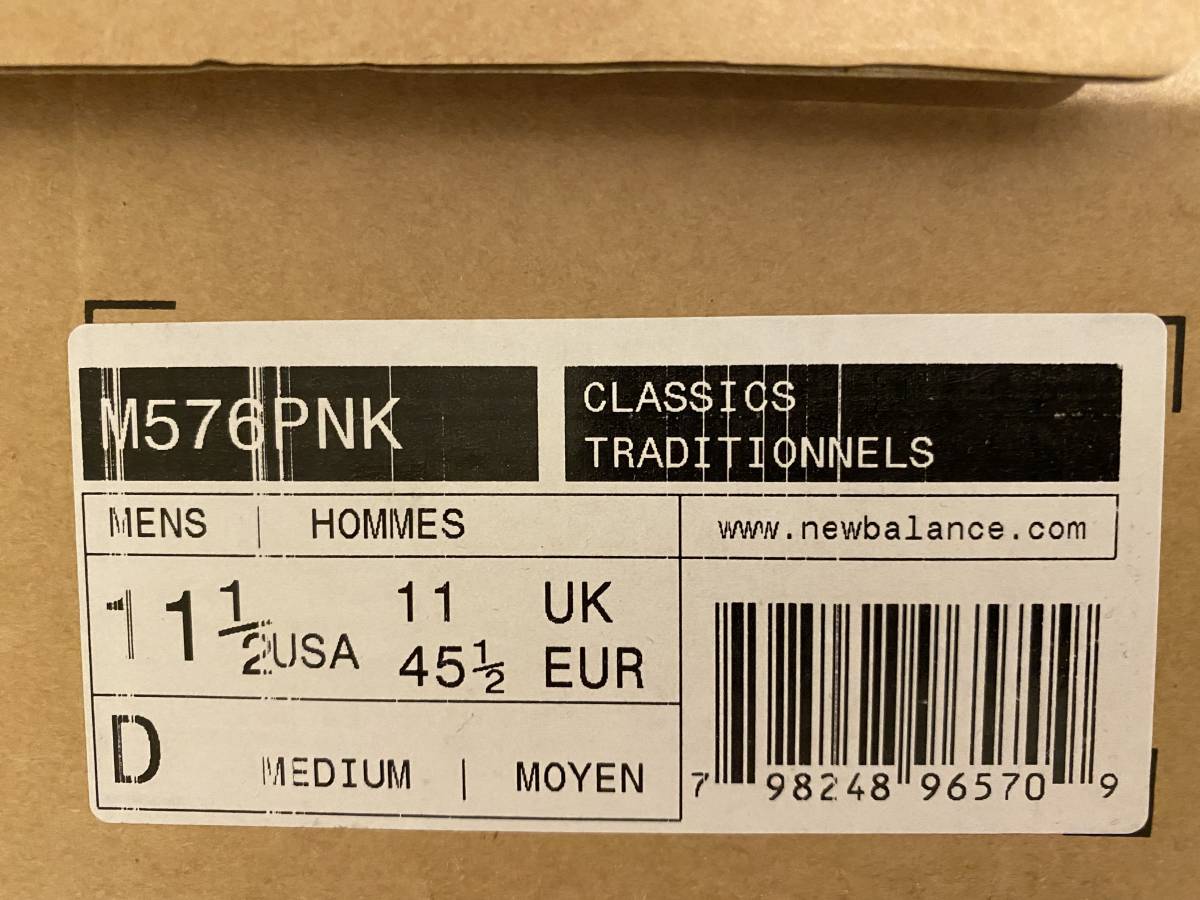 M576PNK
CLASSICS
TRADITIONNELS
MENS | HOMMES
www.newbalance.com
11 1/2 USA
11 UK
45 1/2 EUR
D
MEDIUM | MOYEN
7 98248 96570 9